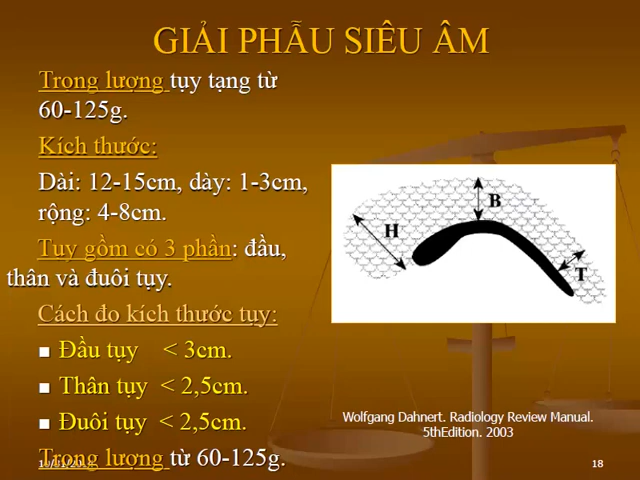 GIẢI PHẪU SIÊU ÂM
Trọng lượng tụy tạng từ
60-125g.
Kích thước:
Dài: 12-15cm, dày: 1-3cm,
rộng: 4-8cm.
Tụy gồm có 3 phần: đầu,
thân và đuôi tụy.
Cách đo kích thước tụy:
Đầu tụy < 3cm.
Thân tụy < 2,5cm.
Đuôi tụy < 2,5cm.
Trọng lượng từ 60-125g.
H
B
T
Wolfgang Dahnert. Radiology Review Manual.
5thEdition. 2003
18